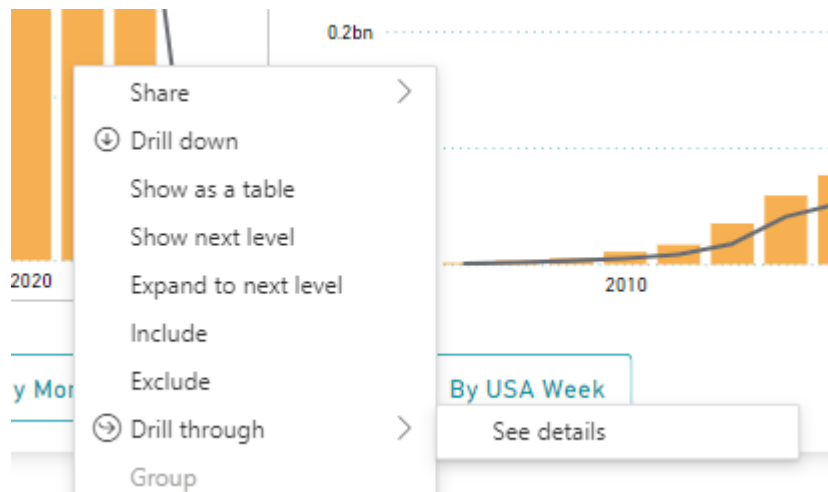 0.2bn
Share
Drill down
Show as a table
Show next level
Expand to next level
2020
2010
Include
Exclude
y Mon
By USA Week
Drill through
See details
Group